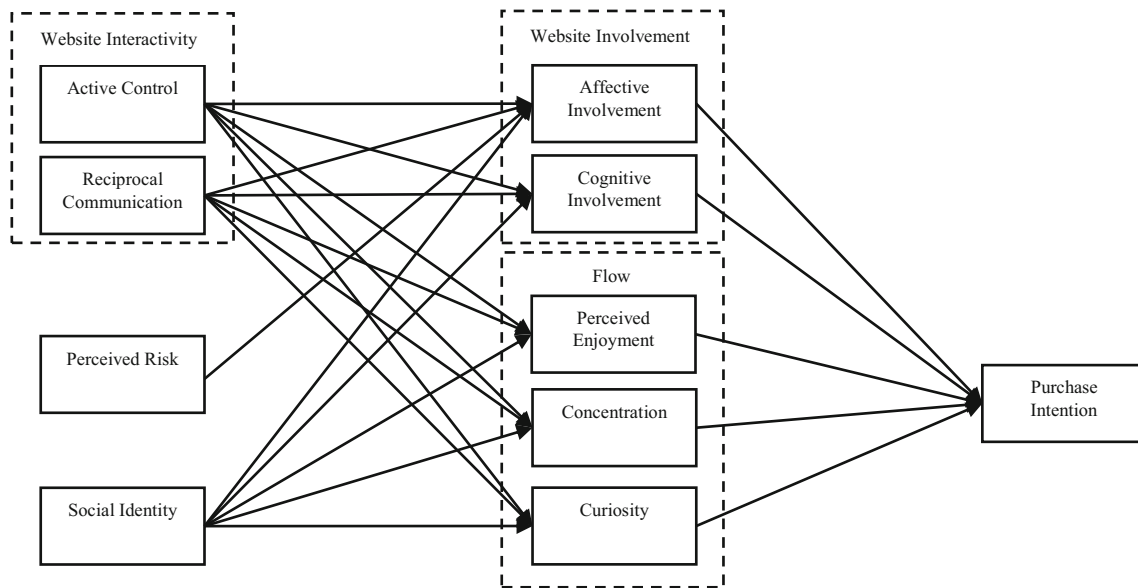 Website Interactivity
Active Control
Reciprocal
Communication
Perceived Risk
Social Identity
Website Involvement
Affective
Involvement
Cognitive
Involvement
Flow
Perceived
Enjoyment
Concentration
Curiosity
Purchase
Intention